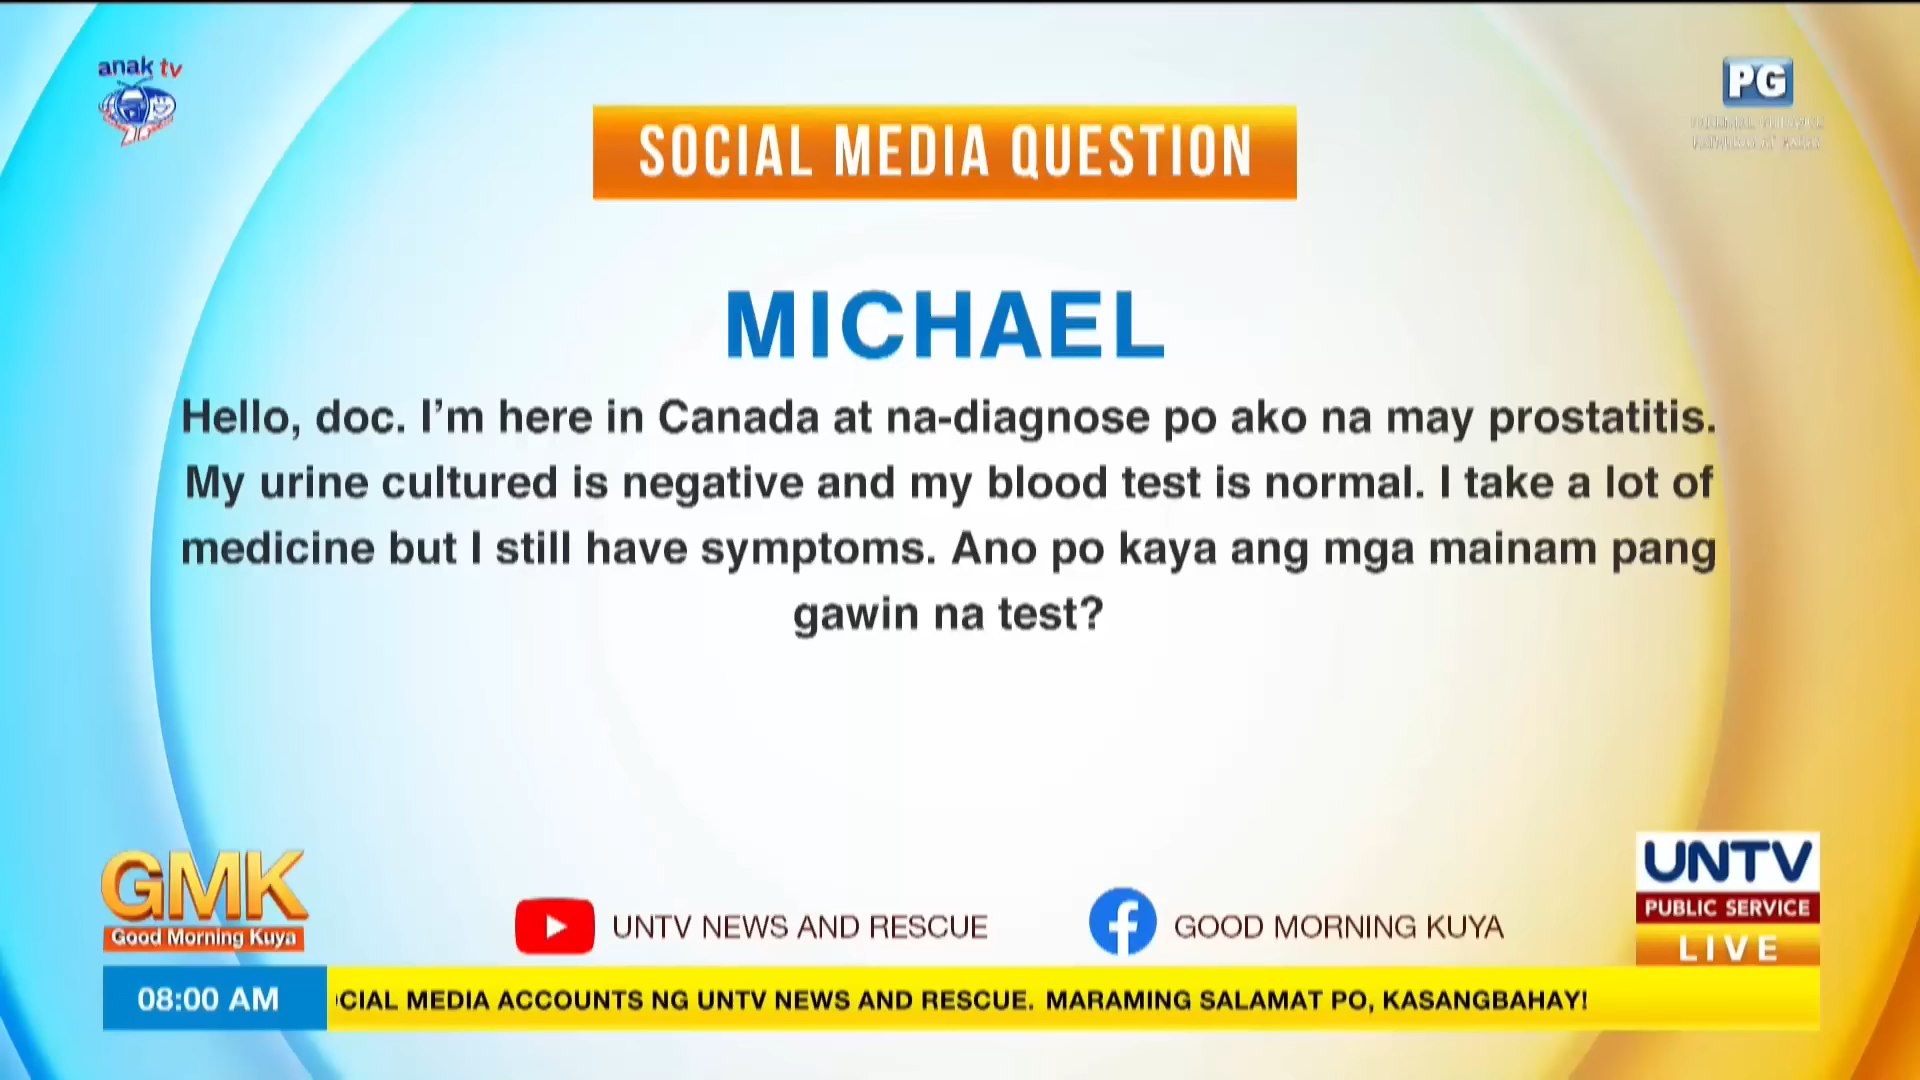 anak tv
PG
SOCIAL MEDIA QUESTION
MICHAEL
Hello, doc. I'm here in Canada at na-diagnose po ako na may prostatitis.
My urine cultured is negative and my blood test is normal. I take a lot of
medicine but I still have symptoms. Ano po kaya ang mga mainam pang
gawin na test?
GMK
Good Morning Kuya
UNTV NEWS AND RESCUE
GOOD MORNING KUYA
UNTV
PUBLIC SERVICE
LIVE
08:00 AM
CIAL MEDIA ACCOUNTS NG UNTV NEWS AND RESCUE. MARAMING SALAMAT PO, KASANGBAHAY!